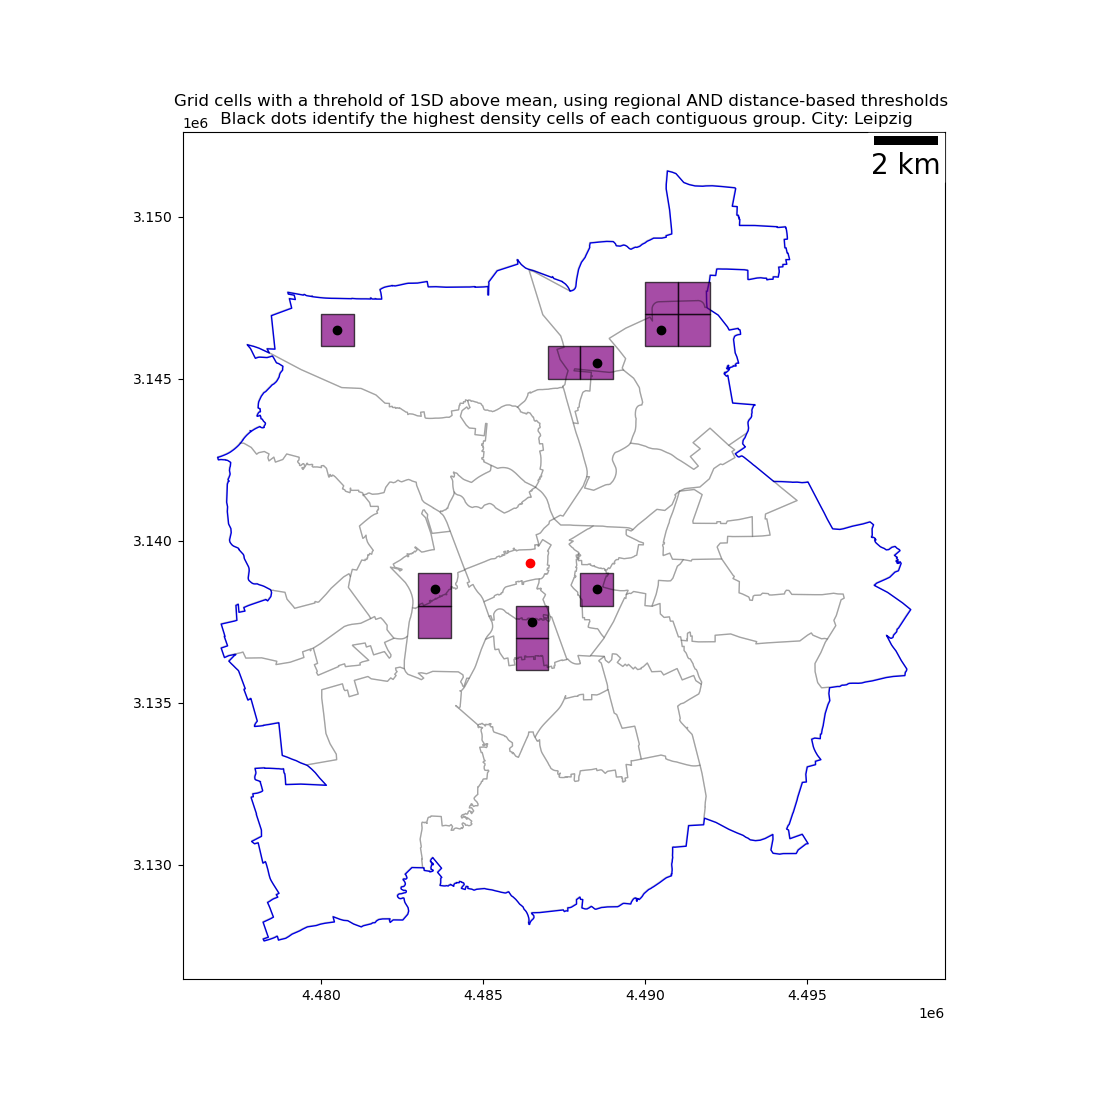 Grid cells with a threhold of 1SD above mean, using regional AND distance-based thresholds
Black dots identify the highest density cells of each contiguous group. City: Leipzig
1e6
2 km
3.150
3.145
3.140
3.135
3.130
4.480 4.485 4.490 4.495
1e6